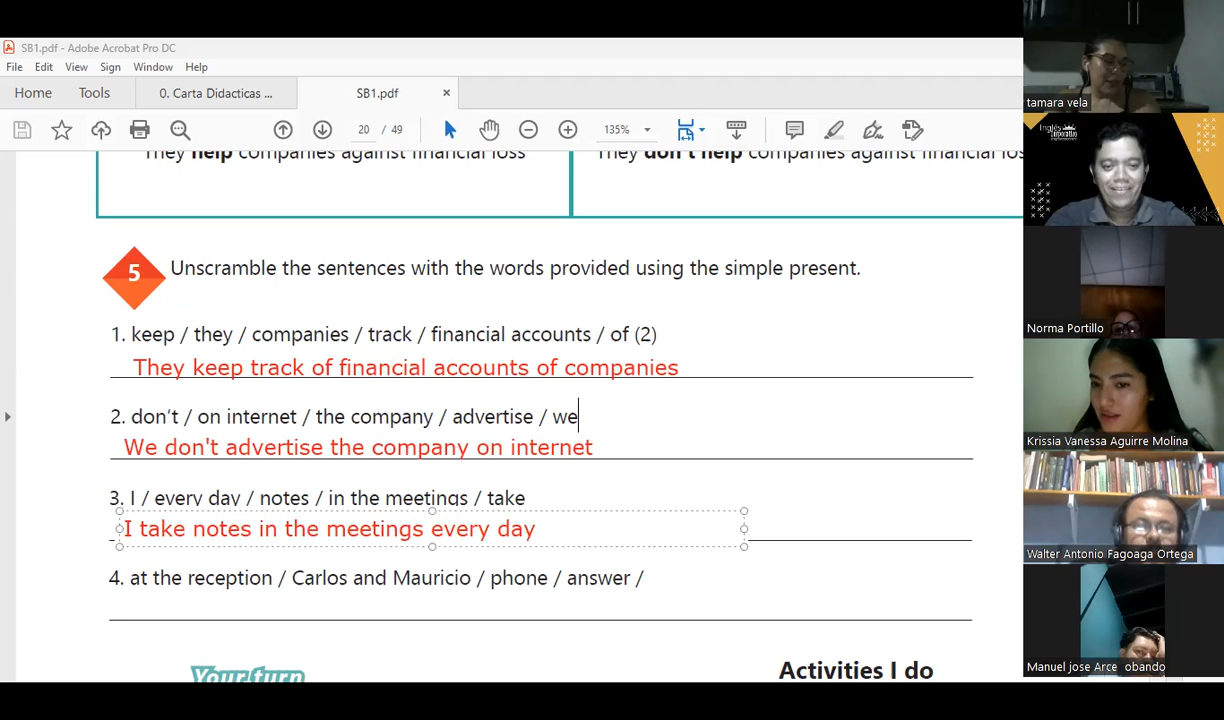 SB1.pdf - Adobe Acrobat Pro DC
File Edit View Sign Window Help
Home Tools 0. Carta Didacticas ... SB1.pdf ×
20 / 49 135%
They help companies against financial loss
They don't help companies against financial los
5 Unscramble the sentences with the words provided using the simple present.
1. keep / they / companies / track / financial accounts / of (2)
They keep track of financial accounts of companies
2. don't / on internet / the company / advertise / we
We don't advertise the company on internet
3. I / every day / notes / in the meetings / take
I take notes in the meetings every day
4. at the reception / Carlos and Mauricio / phone / answer /
Your turn
Activities I do
tamara vela
Inglés
Corporativo
Norma Portillo
Krissia Vanessa Aguirre Molina
Walter Antonio Fagoaga Ortega
Manuel jose Arce obando